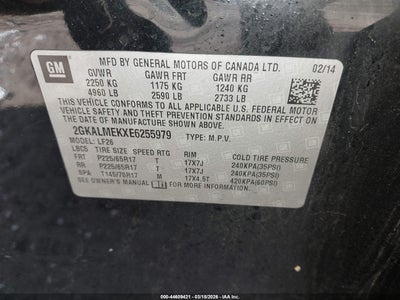 GM
MFD BY GENERAL MOTORS OF CANADA LTD.
02/14
GVWR GAWR FRT GAWR RR
2250 KG 1175 KG 1240 KG
4960 LB 2590 LB 2733 LB
THIS VEHICLE CONFORMS TO ALL APPLICABLE U.S. FEDERAL MOTOR
VEHICLE SAFETY AND THEFT PREVENTION STANDARDS IN EFFECT
ON THE DATE OF MANUFACTURE SHOWN ABOVE.
2GKALMEKXE6255979 TYPE: M.P.V.
MODEL: LF26
LBCS TIRE SIZE SPEED RTG RIM COLD TIRE PRESSURE
FRT P225/65R17 T 17X7J 240KPA(35PSI)
RR P225/65R17 T 17X7J 240KPA(35PSI)
SPA T145/70R17 M 17X4.5T 420KPA(60PSI)
SEE OWNER'S MANUAL FOR ADDITIONAL INFORMATION.
000-44609421 - 03/18/2026 - IAA, Inc.